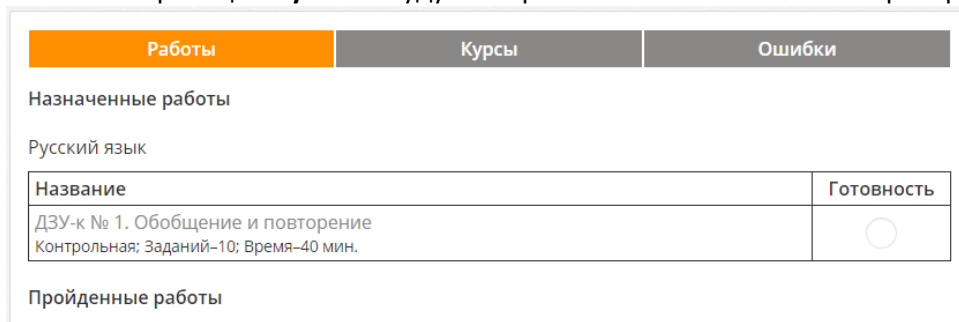 Работы Курсы Ошибки
Назначенные работы
Русский язык
Название Готовность
ДЗУ-к № 1. Обобщение и повторение
Контрольная; Заданий–10; Время–40 мин.
Пройденные работы